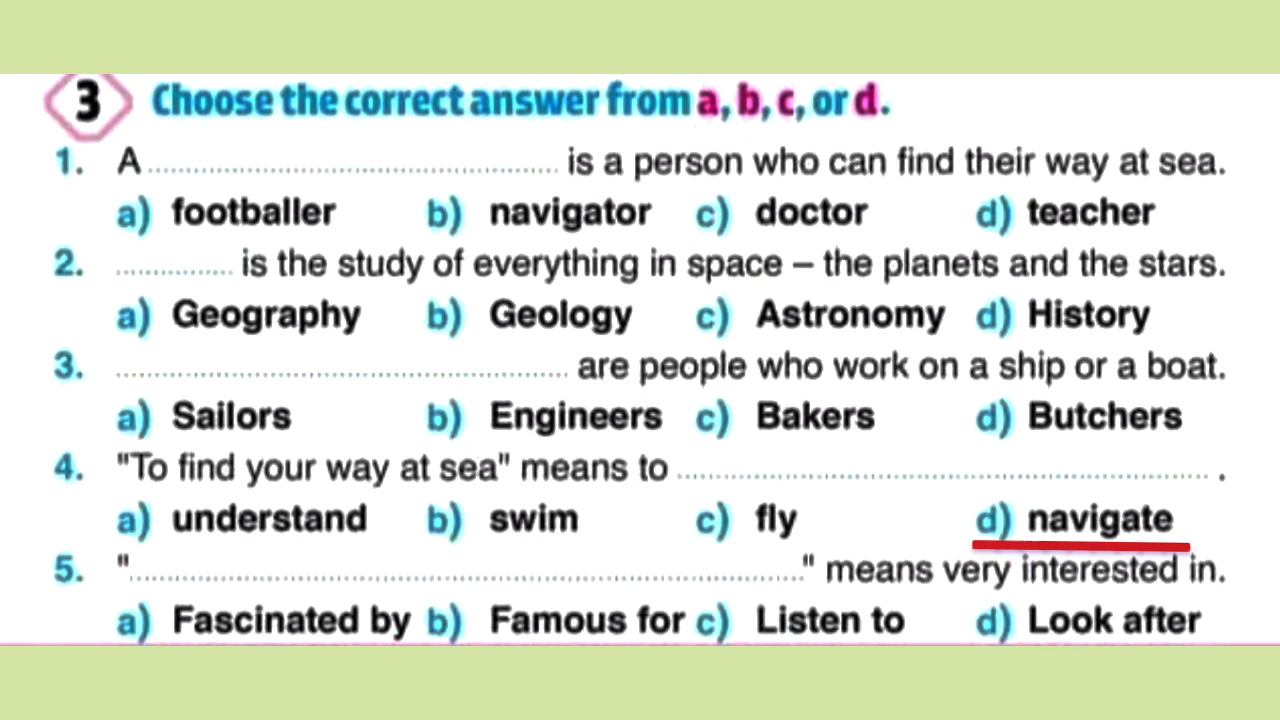 3 Choose the correct answer from a, b, c, or d.
1. A ........................................ is a person who can find their way at sea.
a) footballer b) navigator c) doctor d) teacher
2. .............. is the study of everything in space – the planets and the stars.
a) Geography b) Geology c) Astronomy d) History
3. ........................................ are people who work on a ship or a boat.
a) Sailors b) Engineers c) Bakers d) Butchers
4. "To find your way at sea" means to ........................................ .
a) understand b) swim c) fly d) navigate
5. "........................................" means very interested in.
a) Fascinated by b) Famous for c) Listen to d) Look after